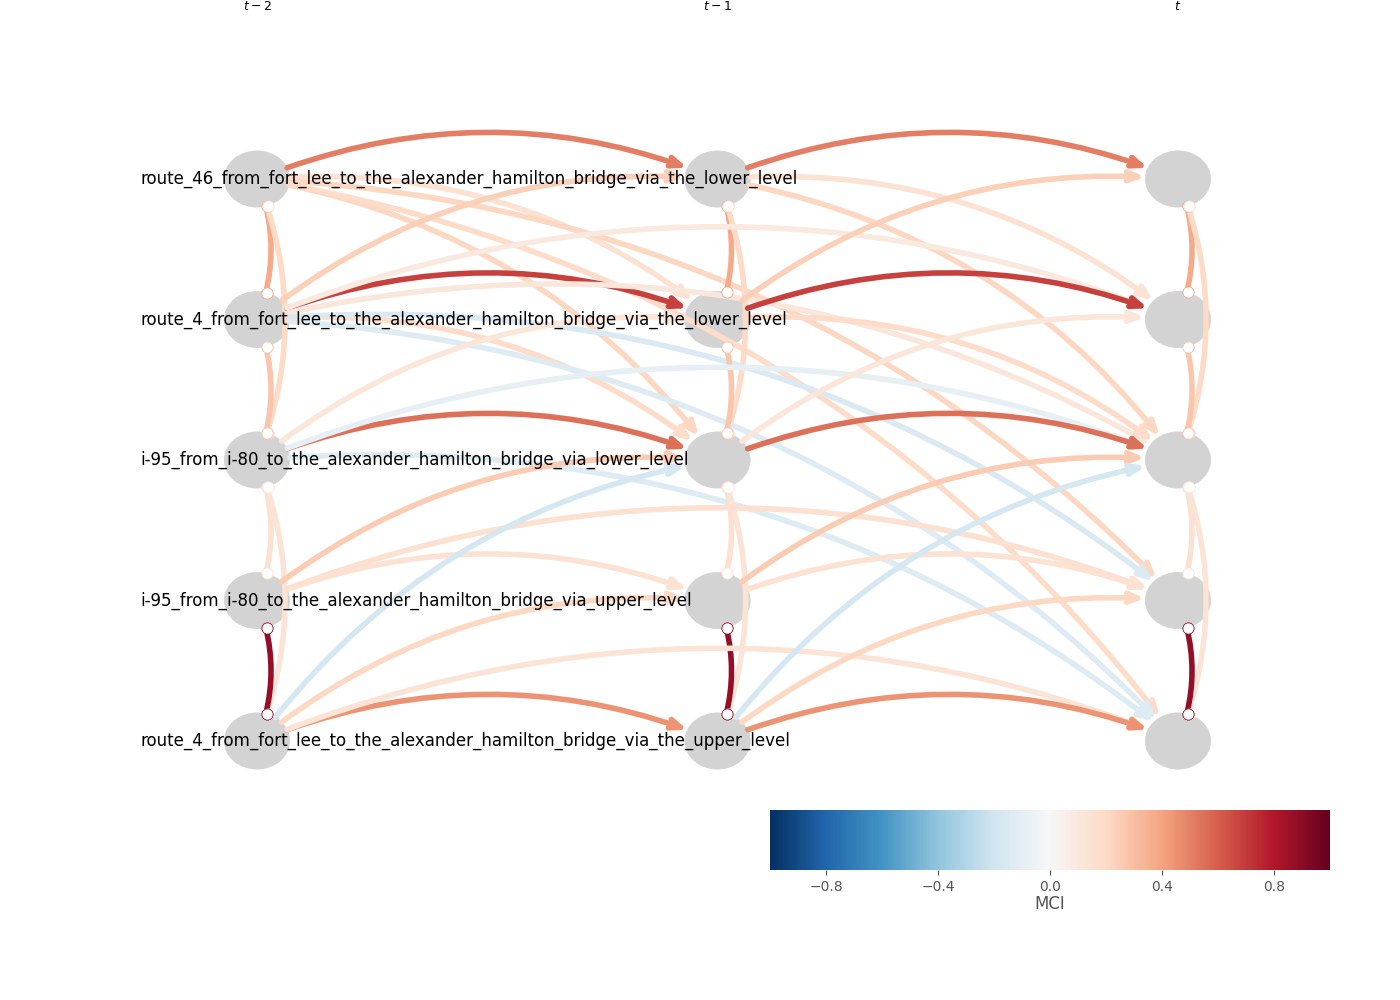 t − 2 t − 1 t
route_46_from_fort_lee_to_the_alexander_hamilton_bridge_via_the_lower_level
route_4_from_fort_lee_to_the_alexander_hamilton_bridge_via_the_lower_level
i-95_from_i-80_to_the_alexander_hamilton_bridge_via_lower_level
i-95_from_i-80_to_the_alexander_hamilton_bridge_via_upper_level
route_4_from_fort_lee_to_the_alexander_hamilton_bridge_via_the_upper_level
−0.8 −0.4 0.0 0.4 0.8
MCI